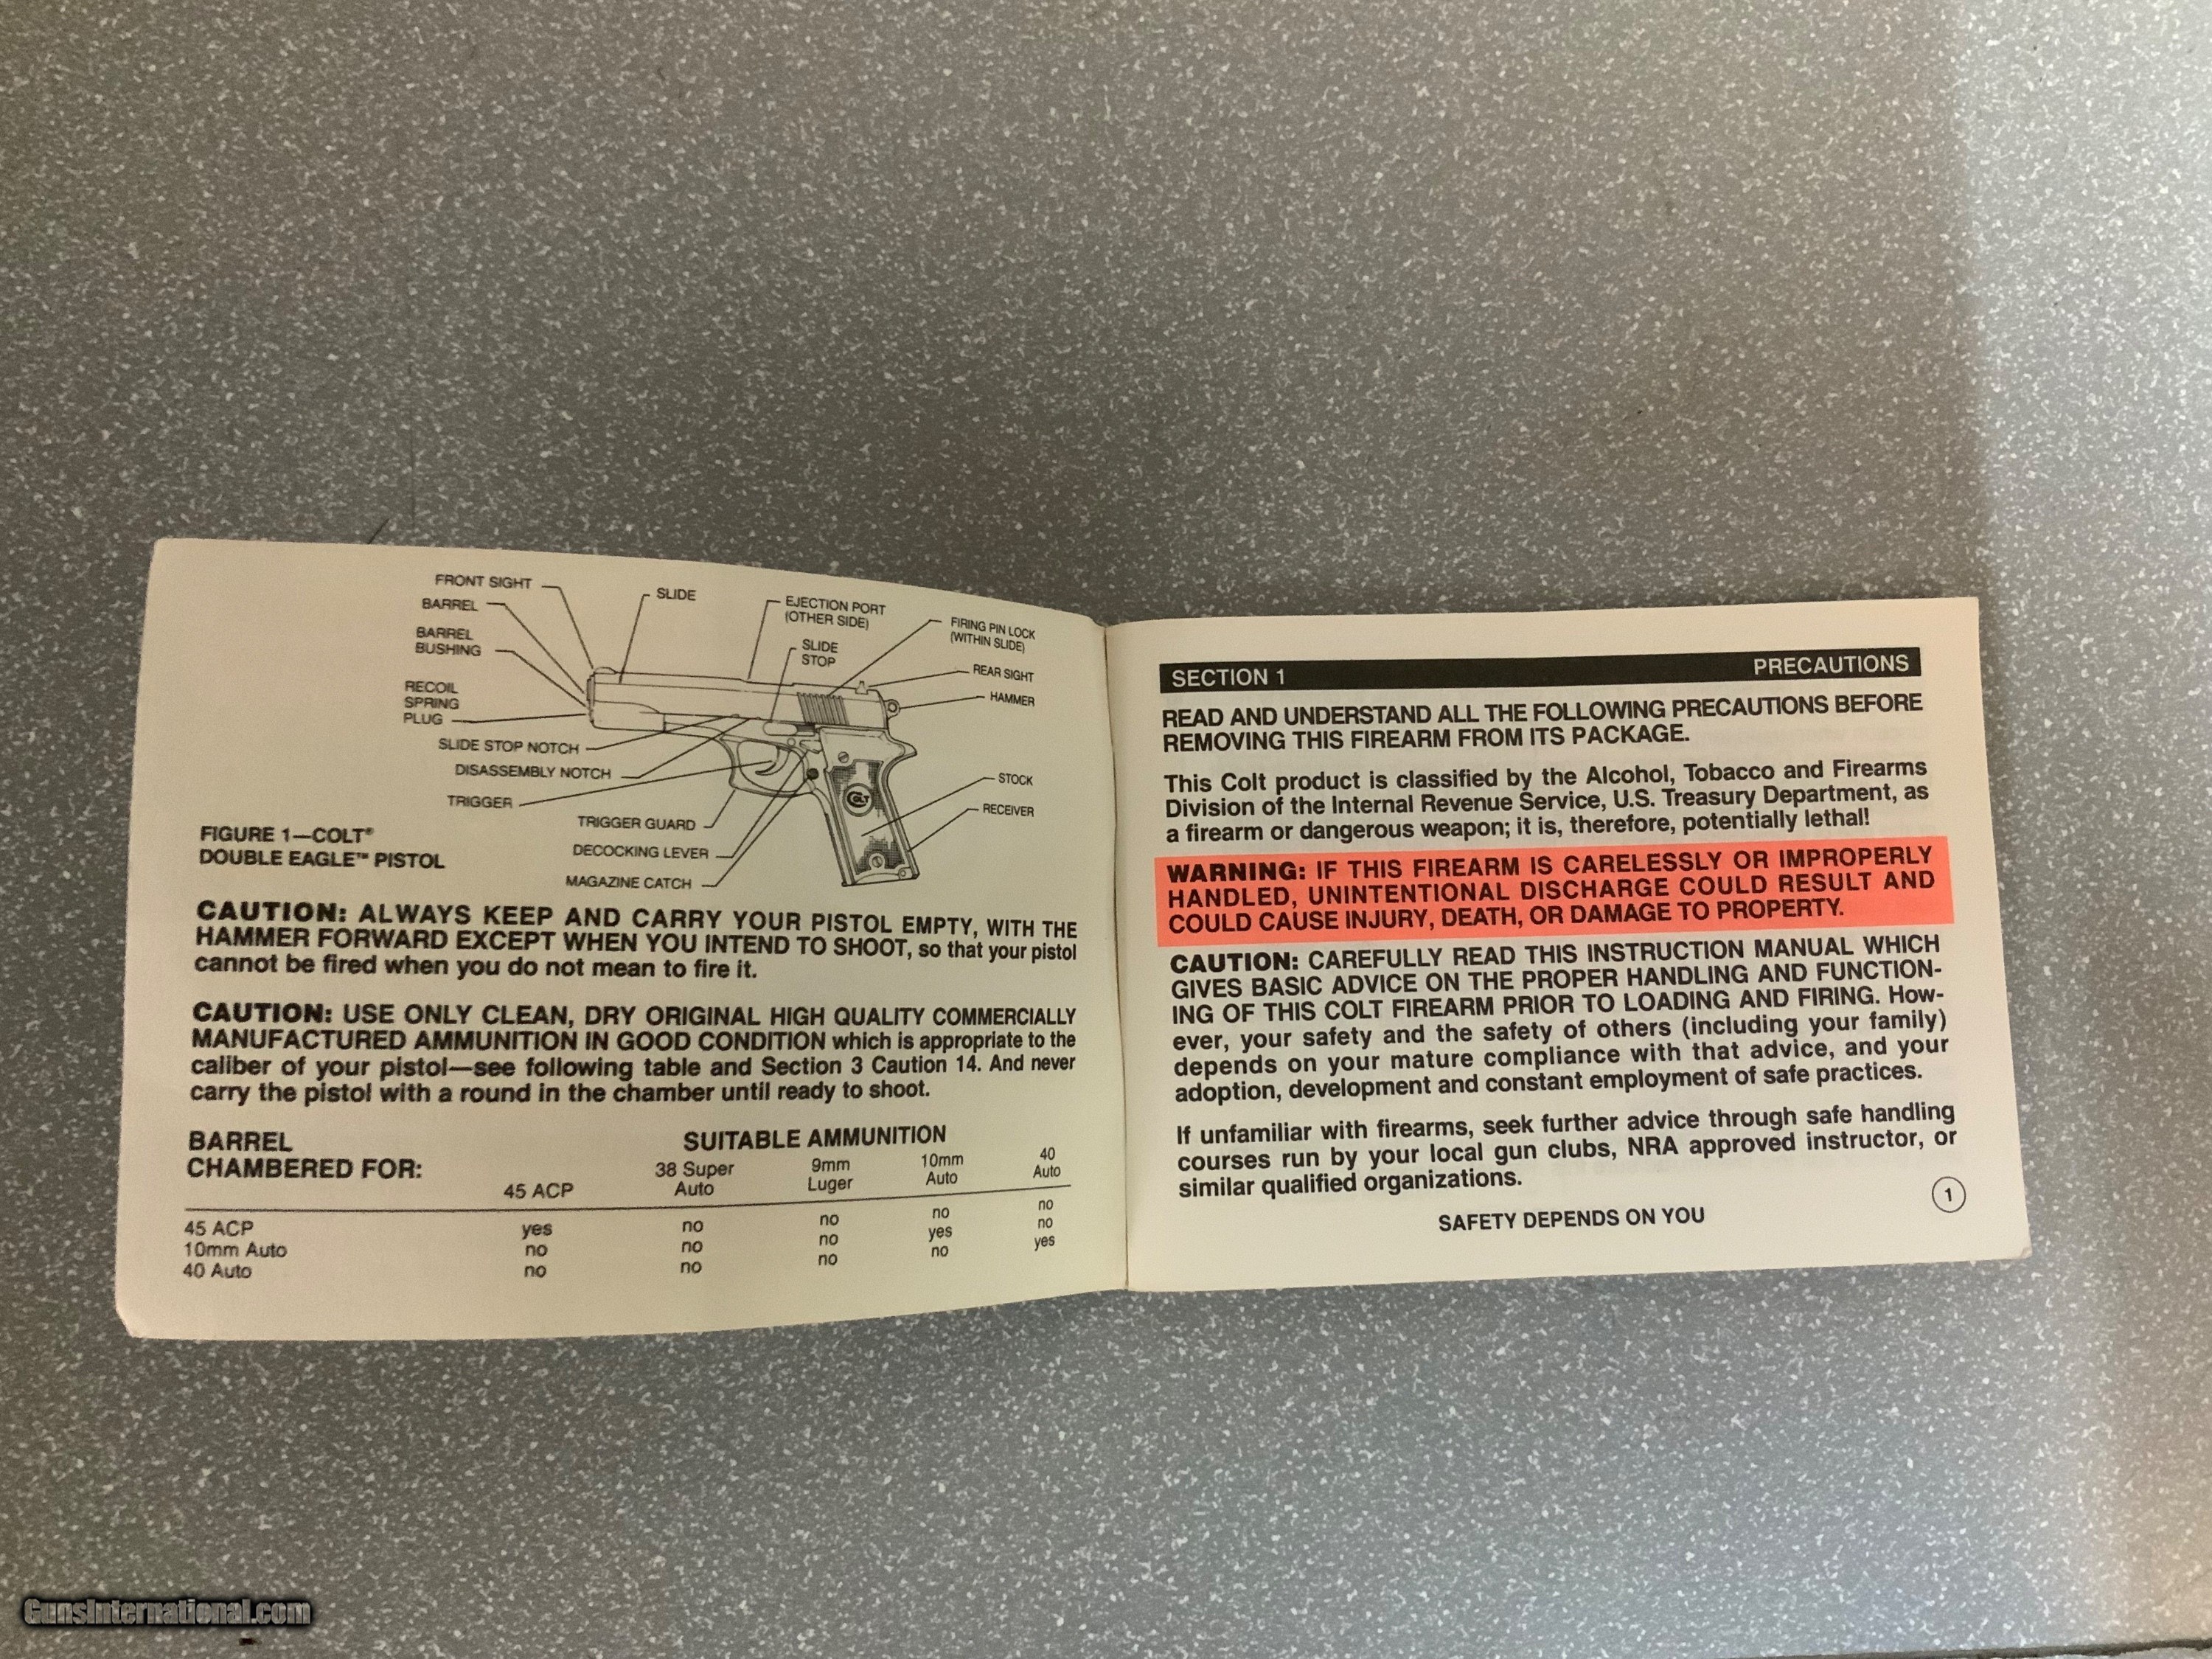 FRONT SIGHT
BARREL
BARREL
BUSHING
RECOIL
SPRING
PLUG
SLIDE
EJECTION PORT
(OTHER SIDE)
SLIDE
STOP
FIRING PIN LOCK
(WITHIN SLIDE)
REAR SIGHT
HAMMER
SLIDE STOP NOTCH
DISASSEMBLY NOTCH
TRIGGER
TRIGGER GUARD
DECOCKING LEVER
MAGAZINE CATCH
STOCK
RECEIVER
COLT
FIGURE 1—COLT®
DOUBLE EAGLE™ PISTOL
CAUTION: ALWAYS KEEP AND CARRY YOUR PISTOL EMPTY, WITH THE
HAMMER FORWARD EXCEPT WHEN YOU INTEND TO SHOOT, so that your pistol
cannot be fired when you do not mean to fire it.
CAUTION: USE ONLY CLEAN, DRY ORIGINAL HIGH QUALITY COMMERCIALLY
MANUFACTURED AMMUNITION IN GOOD CONDITION which is appropriate to the
caliber of your pistol—see following table and Section 3 Caution 14. And never
carry the pistol with a round in the chamber until ready to shoot.
BARREL
CHAMBERED FOR:
SUITABLE AMMUNITION
45 ACP 38 Super Auto 9mm Luger 10mm Auto 40 Auto
45 ACP yes no no no no
10mm Auto no no no yes no
40 Auto no no no no yes
SECTION 1 PRECAUTIONS
READ AND UNDERSTAND ALL THE FOLLOWING PRECAUTIONS BEFORE
REMOVING THIS FIREARM FROM ITS PACKAGE.
This Colt product is classified by the Alcohol, Tobacco and Firearms
Division of the Internal Revenue Service, U.S. Treasury Department, as
a firearm or dangerous weapon; it is, therefore, potentially lethal!
WARNING: IF THIS FIREARM IS CARELESSLY OR IMPROPERLY
HANDLED, UNINTENTIONAL DISCHARGE COULD RESULT AND
COULD CAUSE INJURY, DEATH, OR DAMAGE TO PROPERTY.
CAUTION: CAREFULLY READ THIS INSTRUCTION MANUAL WHICH
GIVES BASIC ADVICE ON THE PROPER HANDLING AND FUNCTION-
ING OF THIS COLT FIREARM PRIOR TO LOADING AND FIRING. How-
ever, your safety and the safety of others (including your family)
depends on your mature compliance with that advice, and your
adoption, development and constant employment of safe practices.
If unfamiliar with firearms, seek further advice through safe handling
courses run by your local gun clubs, NRA approved instructor, or
similar qualified organizations.
SAFETY DEPENDS ON YOU
1
GunsInternational.com